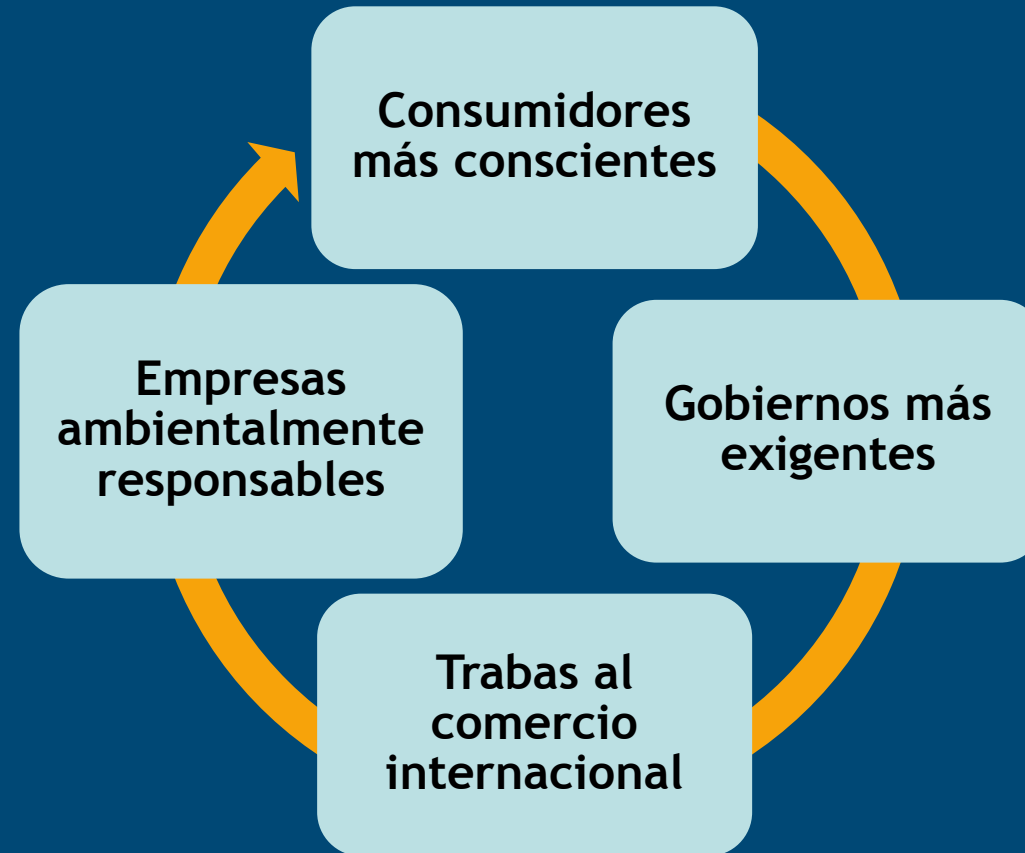 Consumidores
más conscientes
Gobiernos más
exigentes
Trabas al
comercio
internacional
Empresas
ambientalmente
responsables